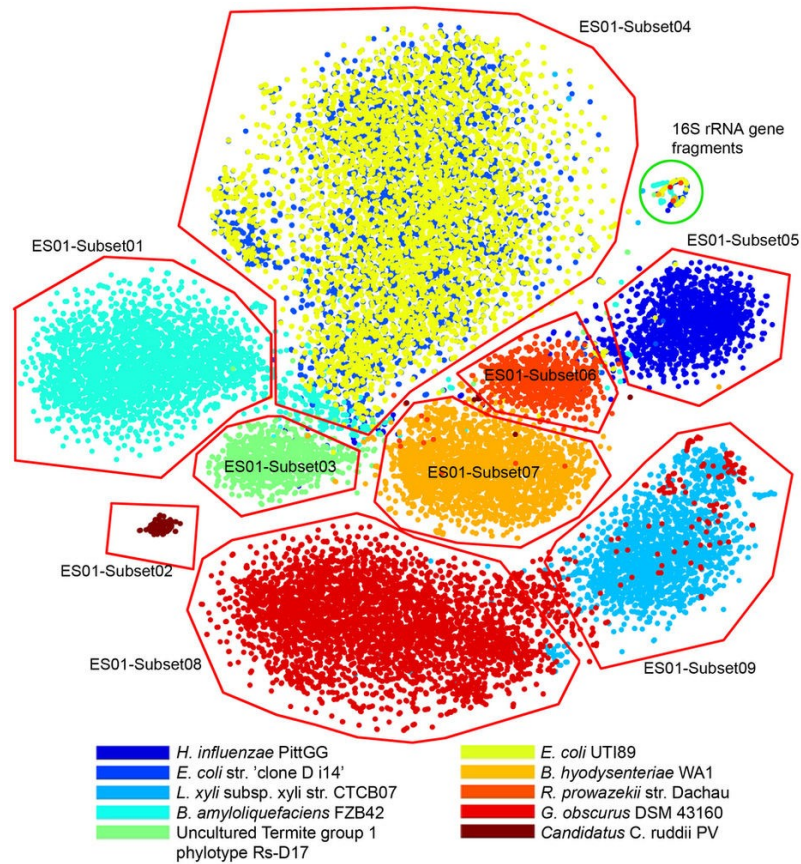 ES01-Subset04
16S rRNA gene
fragments
ES01-Subset01
ES01-Subset05
ES01-Subset06
ES01-Subset03
ES01-Subset07
ES01-Subset02
ES01-Subset08
ES01-Subset09
H. influenzae PittGG
E. coli str. 'clone D i14'
L. xyli subsp. xyli str. CTCB07
B. amyloliquefaciens FZB42
Uncultured Termite group 1
phylotype Rs-D17
E. coli UTI89
B. hyodysenteriae WA1
R. prowazekii str. Dachau
G. obscurus DSM 43160
Candidatus C. ruddii PV